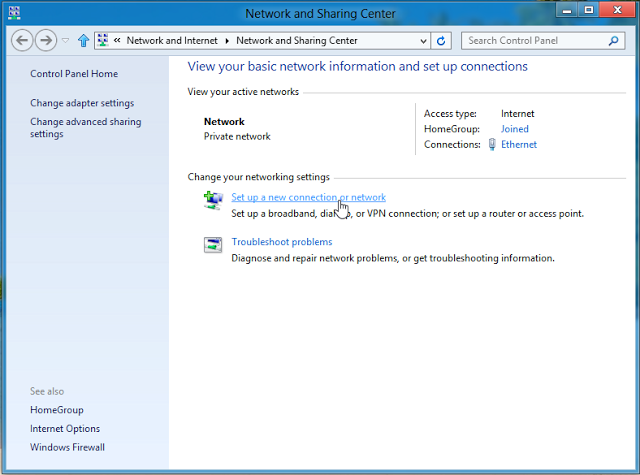 Network and Sharing Center
« Network and Internet Network and Sharing Center
Search Control Panel
Control Panel Home
Change adapter settings
Change advanced sharing
settings
See also
HomeGroup
Internet Options
Windows Firewall
View your basic network information and set up connections
View your active networks
Network
Private network
Access type: Internet
HomeGroup: Joined
Connections: Ethernet
Change your networking settings
Set up a new connection or network
Set up a broadband, or VPN connection; or set up a router or access point.
Troubleshoot problems
Diagnose and repair network problems, or get troubleshooting information.